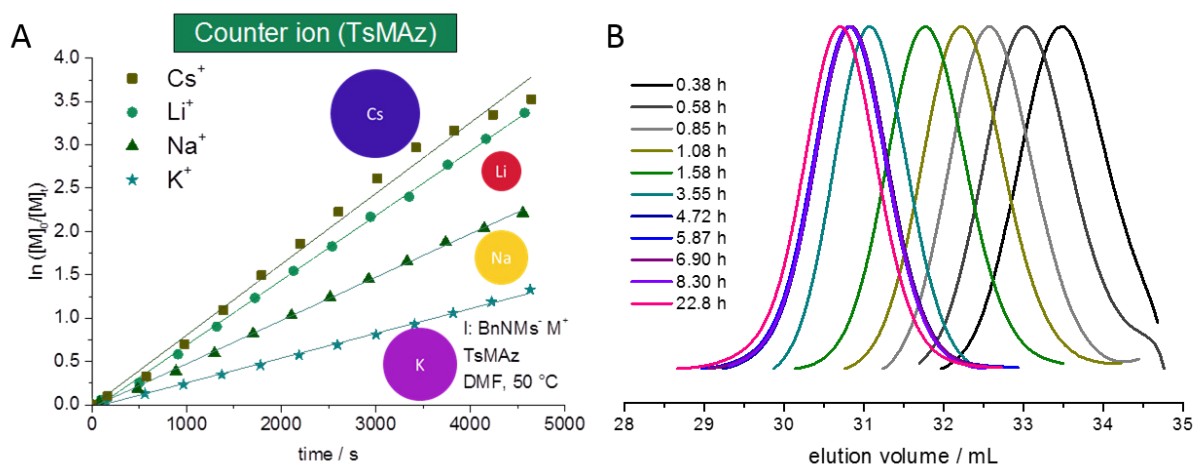 A
Counter ion (TsMAz)
ln ([M]₀/[M]ₜ)
4.0
3.5
3.0
2.5
2.0
1.5
1.0
0.5
0.0
Cs⁺
Li⁺
Na⁺
K⁺
Cs
Li
Na
K
I: BnNMs⁻ M⁺
TsMAz
DMF, 50 °C
0 1000 2000 3000 4000 5000
time / s
B
0.38 h
0.58 h
0.85 h
1.08 h
1.58 h
3.55 h
4.72 h
5.87 h
6.90 h
8.30 h
22.8 h
28 29 30 31 32 33 34 35
elution volume / mL